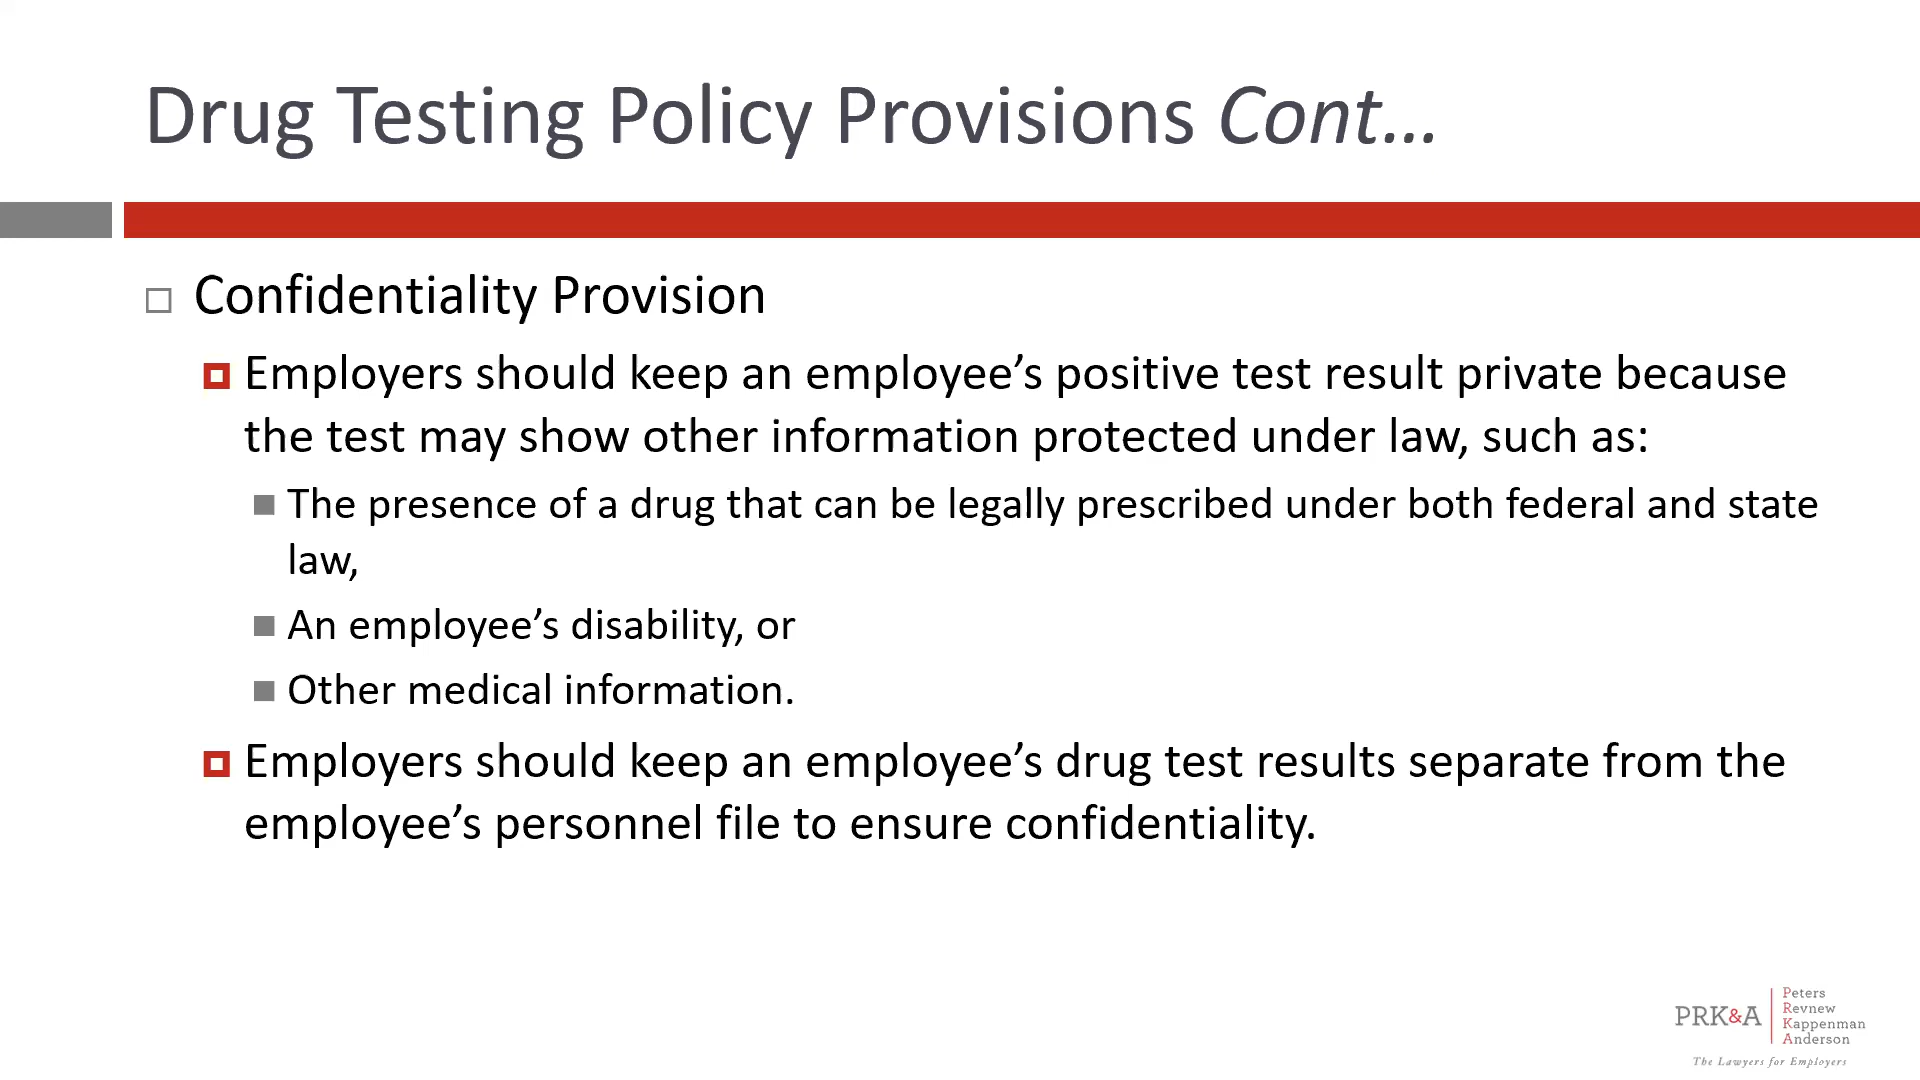 Drug Testing Policy Provisions Cont...
Confidentiality Provision
Employers should keep an employee’s positive test result private because
the test may show other information protected under law, such as:
The presence of a drug that can be legally prescribed under both federal and state
law,
An employee’s disability, or
Other medical information.
Employers should keep an employee’s drug test results separate from the
employee’s personnel file to ensure confidentiality.
PRK&A
Peters
Revnew
Kappenman
Anderson
The Lawyers for Employers